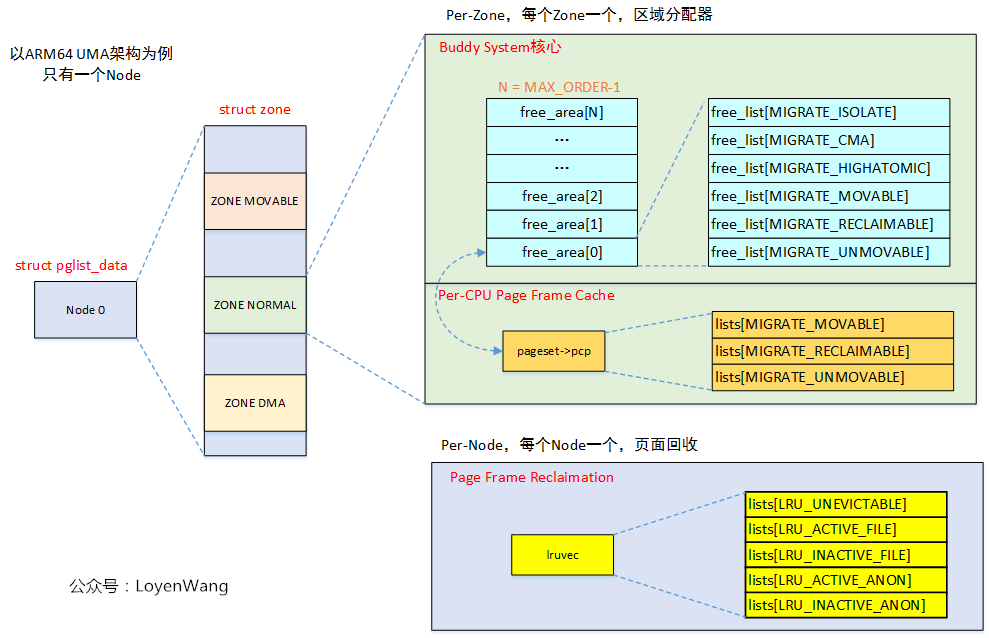 Per-Zone，每个Zone一个，区域分配器
以ARM64 UMA架构为例
只有一个Node
struct pglist_data
Node 0
struct zone
ZONE MOVABLE
ZONE NORMAL
ZONE DMA
Buddy System核心
N = MAX_ORDER-1
free_area[N]
...
...
free_area[2]
free_area[1]
free_area[0]
free_list[MIGRATE_ISOLATE]
free_list[MIGRATE_CMA]
free_list[MIGRATE_HIGHATOMIC]
free_list[MIGRATE_MOVABLE]
free_list[MIGRATE_RECLAIMABLE]
free_list[MIGRATE_UNMOVABLE]
Per-CPU Page Frame Cache
pageset->pcp
lists[MIGRATE_MOVABLE]
lists[MIGRATE_RECLAIMABLE]
lists[MIGRATE_UNMOVABLE]
Per-Node，每个Node一个，页面回收
Page Frame Reclaimation
lruvec
lists[LRU_UNEVICTABLE]
lists[LRU_ACTIVE_FILE]
lists[LRU_INACTIVE_FILE]
lists[LRU_ACTIVE_ANON]
lists[LRU_INACTIVE_ANON]
公众号：LoyenWang